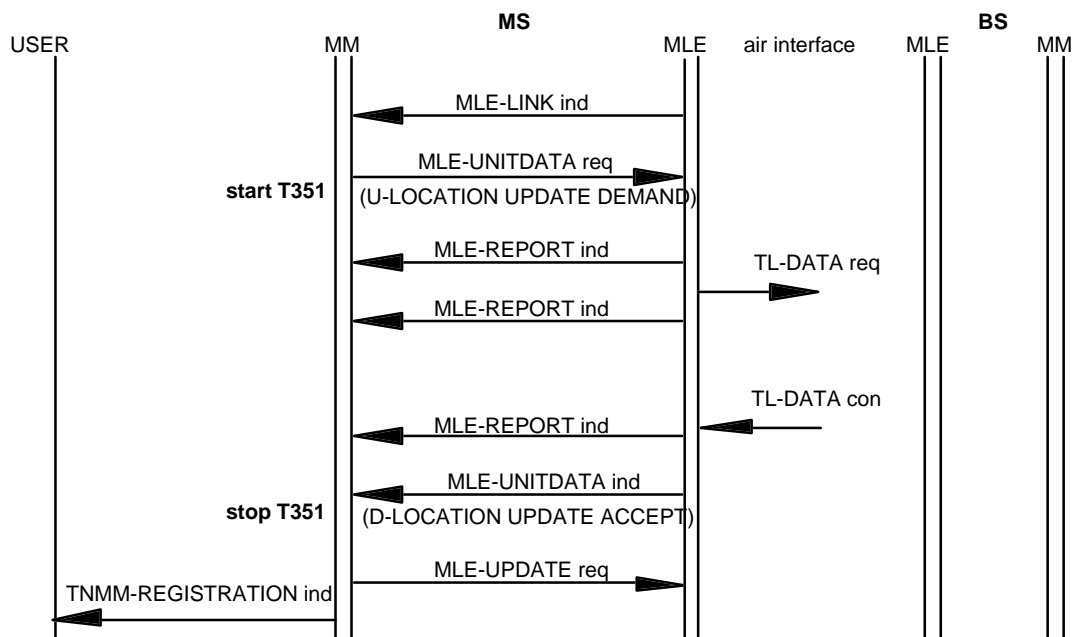 MS
BS
USER
MM
MLE
air interface
MLE
MM
MLE-LINK ind
MLE-UNITDATA req
start T351
(U-LOCATION UPDATE DEMAND)
MLE-REPORT ind
TL-DATA req
MLE-REPORT ind
TL-DATA con
MLE-REPORT ind
MLE-UNITDATA ind
stop T351
(D-LOCATION UPDATE ACCEPT)
MLE-UPDATE req
TNMM-REGISTRATION ind